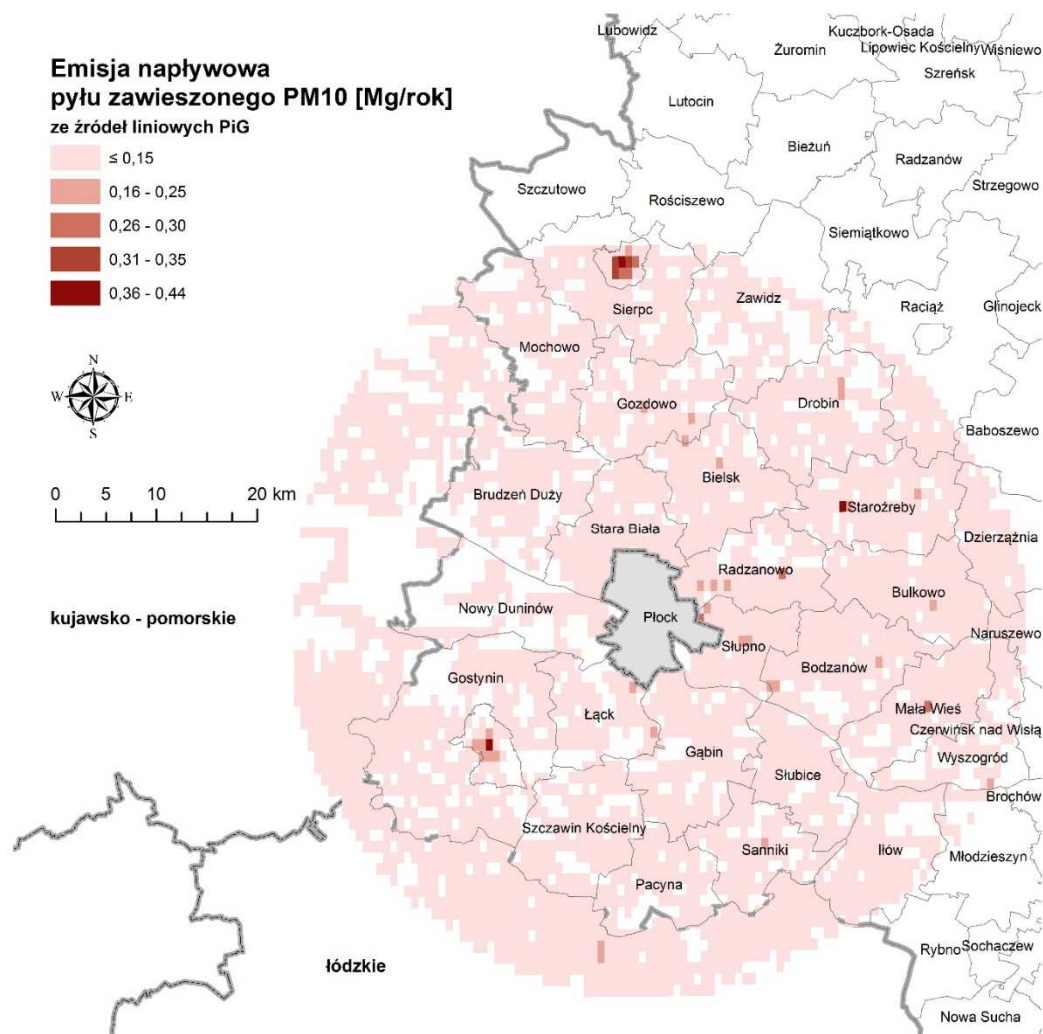 Emisja napływowa
pyłu zawieszonego PM10 [Mg/rok]
ze źródeł liniowych PiG
≤ 0,15
0,16 - 0,25
0,26 - 0,30
0,31 - 0,35
0,36 - 0,44
N
W E
S
0 5 10 20 km
kujawsko - pomorskie
łódzkie
Lubowidz
Kuczbork-Osada
Żuromin
Lipowiec Kościelny
Wiśniewo
Szreńsk
Lutocin
Bieżuń
Radzanów
Strzegowo
Szczutowo
Rościszewo
Siemiątkowo
Sierpc
Zawidz
Raciąż
Glinojeck
Mochowo
Gozdowo
Drobin
Baboszewo
Bielsk
Brudzeń Duży
Staroźreby
Stara Biała
Dzierzążnia
Radzanowo
Bulkowo
Nowy Duninów
Płock
Słupno
Naruszewo
Bodzanów
Gostynin
Łąck
Mała Wieś
Czerwińsk nad Wisłą
Gąbin
Wyszogród
Słubice
Brochów
Szczawin Kościelny
Sanniki
Iłów
Młodzieszyn
Pacyna
Rybno
Sochaczew
Nowa Sucha